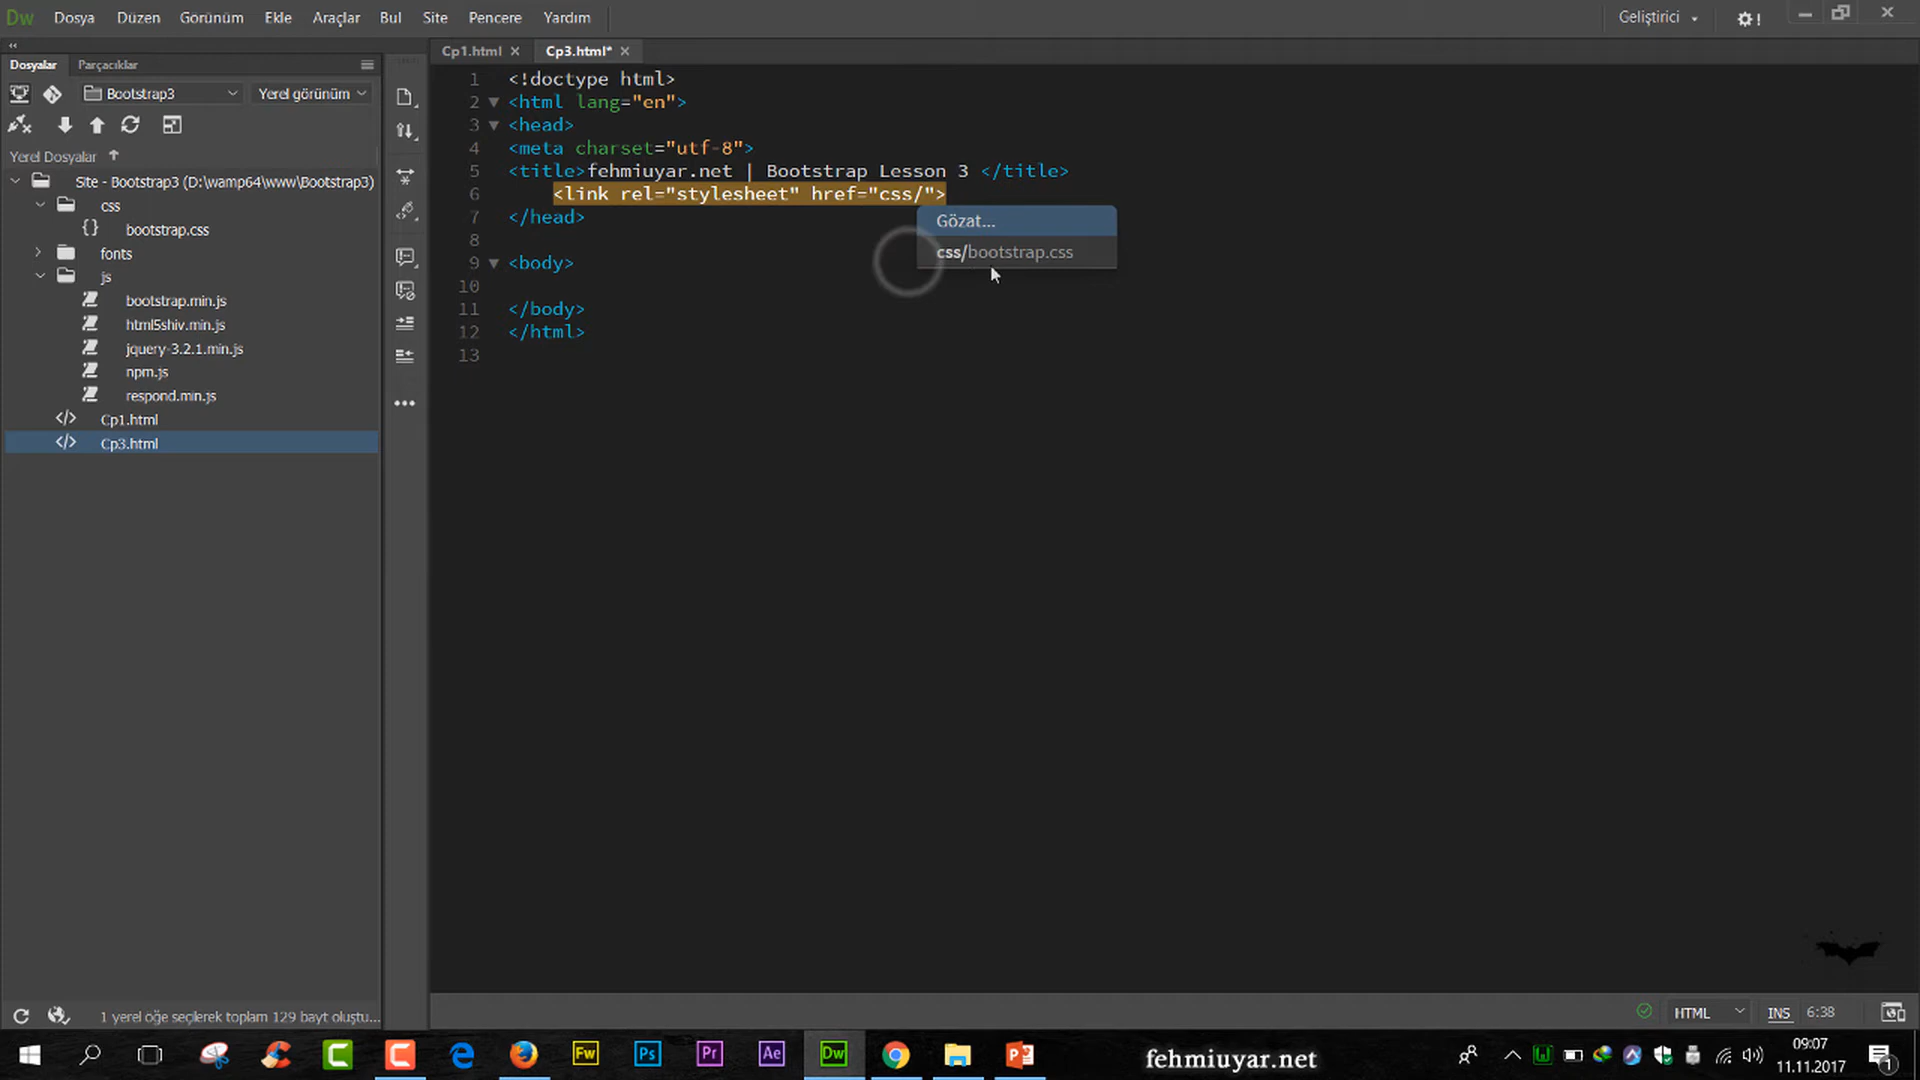 Dw Dosya Düzen Görünüm Ekle Araçlar Bul Site Pencere Yardım Geliştirici
Dosyalar Parçacıklar
Bootstrap3 Yerel görünüm
Yerel Dosyalar
Site - Bootstrap3 (D:\wamp64\www\Bootstrap3)
css
bootstrap.css
fonts
js
bootstrap.min.js
html5shiv.min.js
jquery-3.2.1.min.js
npm.js
respond.min.js
Cp1.html
Cp3.html
1 yerel öğe seçilerek toplam 129 bayt oluştu...
Cp1.html Cp3.html*
1 <!doctype html>
2 <html lang="en">
3 <head>
4 <meta charset="utf-8">
5 <title>fehmiuyar.net | Bootstrap Lesson 3 </title>
6 <link rel="stylesheet" href="css/">
7 </head>
8
9 <body>
10
11 </body>
12 </html>
13
Gözat...
css/bootstrap.css
HTML INS 6:38
Fw Ps Pr Ae Dw
fehmiuyar.net
09:07
11.11.2017
1